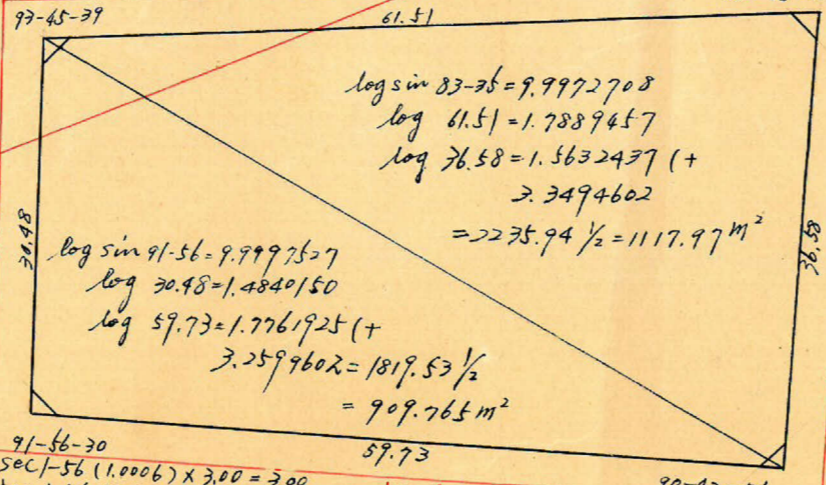 93-45-39
61.51
log sin 83-35=9.9972708
log 61.51=1.7889457
log 36.58=1.5632437 (+
3.3494602
=2235.94 1/2=1117.97 m²
30.48
36.58
log sin 91-56=9.9997527
log 30.48=1.4840150
log 59.73=1.7761925 (+
3.2599602=1819.53 1/2
= 909.765 m²
91-56-30
59.73
sec 1-56 (1.0006) x 3.00 = 3.00